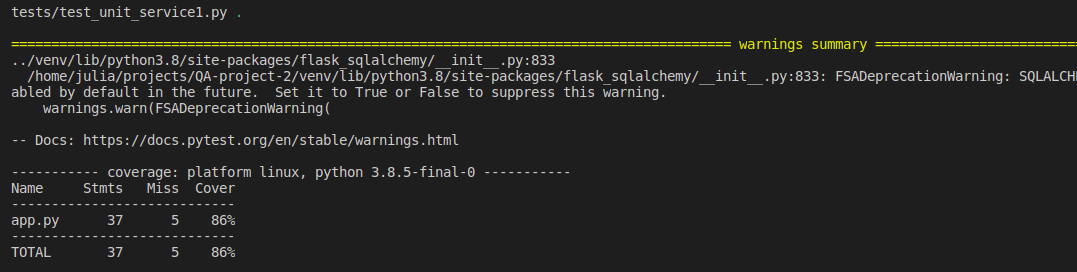 tests/test_unit_service1.py .
========================================================================================== warnings summary ==========================
../venv/lib/python3.8/site-packages/flask_sqlalchemy/__init__.py:833
  /home/julia/projects/QA-project-2/venv/lib/python3.8/site-packages/flask_sqlalchemy/__init__.py:833: FSADeprecationWarning: SQLALCH
abled by default in the future.  Set it to True or False to suppress this warning.
    warnings.warn(FSADeprecationWarning(
-- Docs: https://docs.pytest.org/en/stable/warnings.html
----------- coverage: platform linux, python 3.8.5-final-0 -----------
Name     Stmts   Miss  Cover
----------------------------
app.py      37      5    86%
----------------------------
TOTAL       37      5    86%